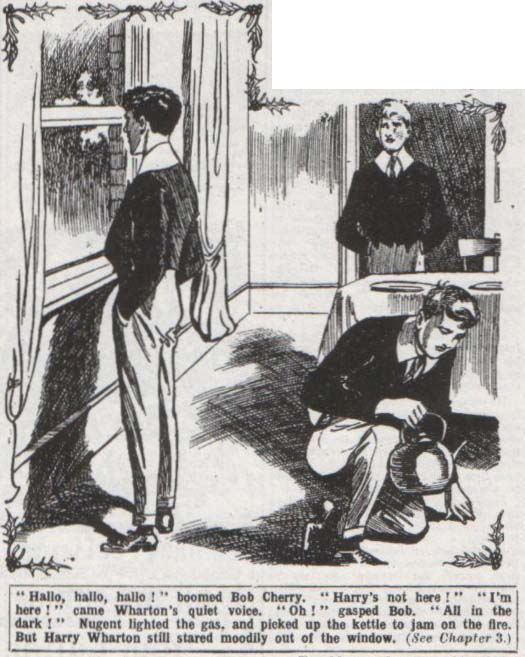 “ Hallo, hallo, hallo ! ” boomed Bob Cherry. “ Harry’s not here ! ” “ I’m
here ! ” came Wharton’s quiet voice. “ Oh ! ” gasped Bob. “ All in the
dark ! ” Nugent lighted the gas, and picked up the kettle to jam on the fire.
But Harry Wharton still stared moodily out of the window. (See Chapter 3.)